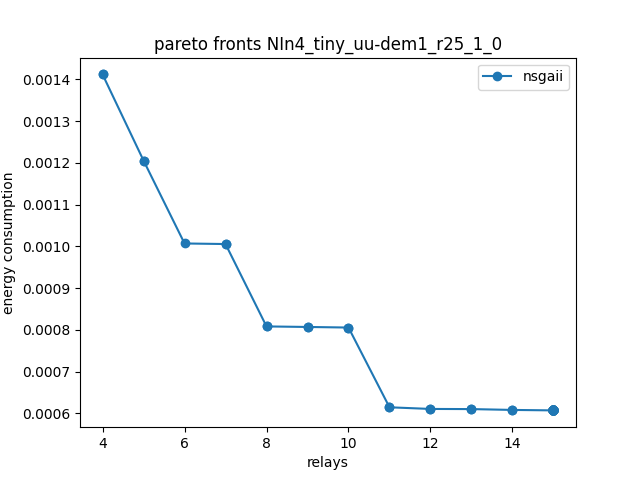 pareto fronts NIn4_tiny_uu-dem1_r25_1_0
nsgaii
0.0014
0.0013
0.0012
0.0011
0.0010
0.0009
0.0008
0.0007
0.0006
energy consumption
4 6 8 10 12 14
relays